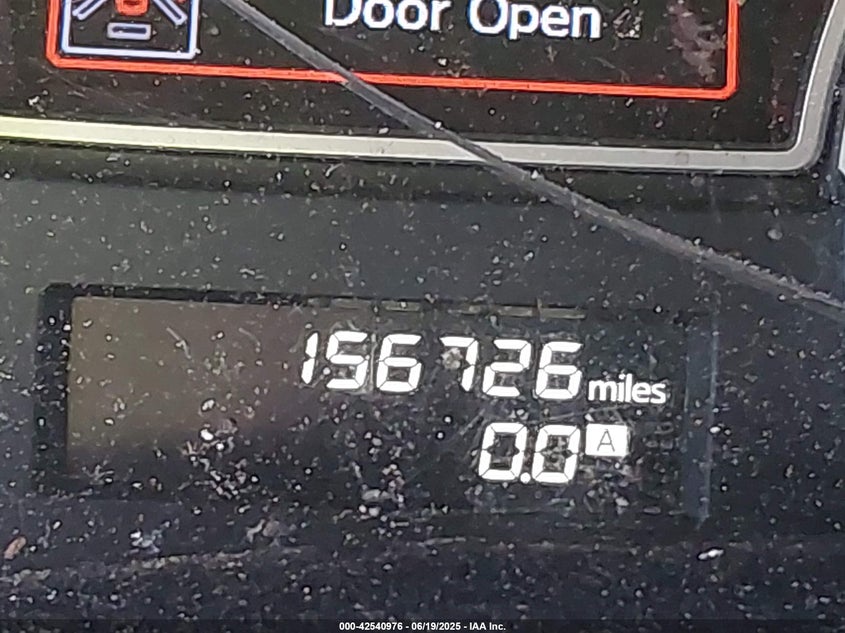 Door Open
156726 miles
0.0 A
000-42540976 - 06/19/2025 - IAA Inc.